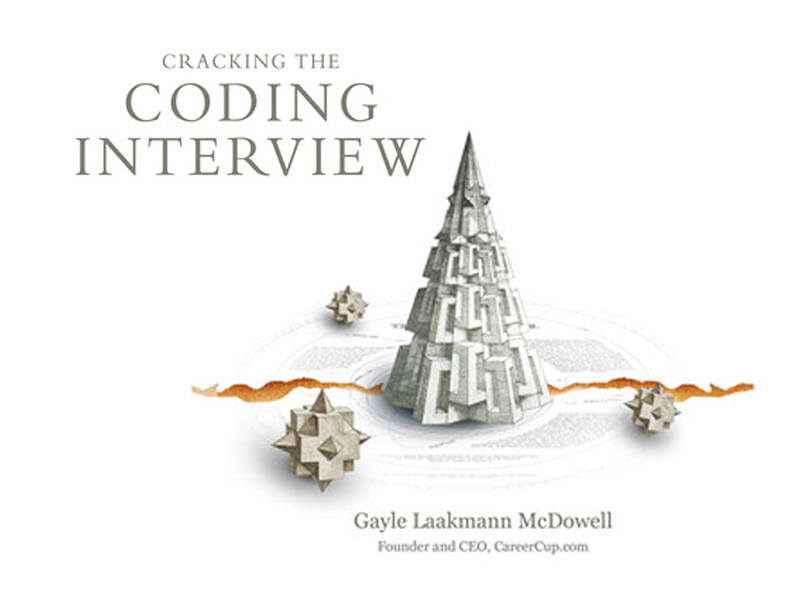 CRACKING THE
CODING
INTERVIEW
Gayle Laakmann McDowell
Founder and CEO, CareerCup.com